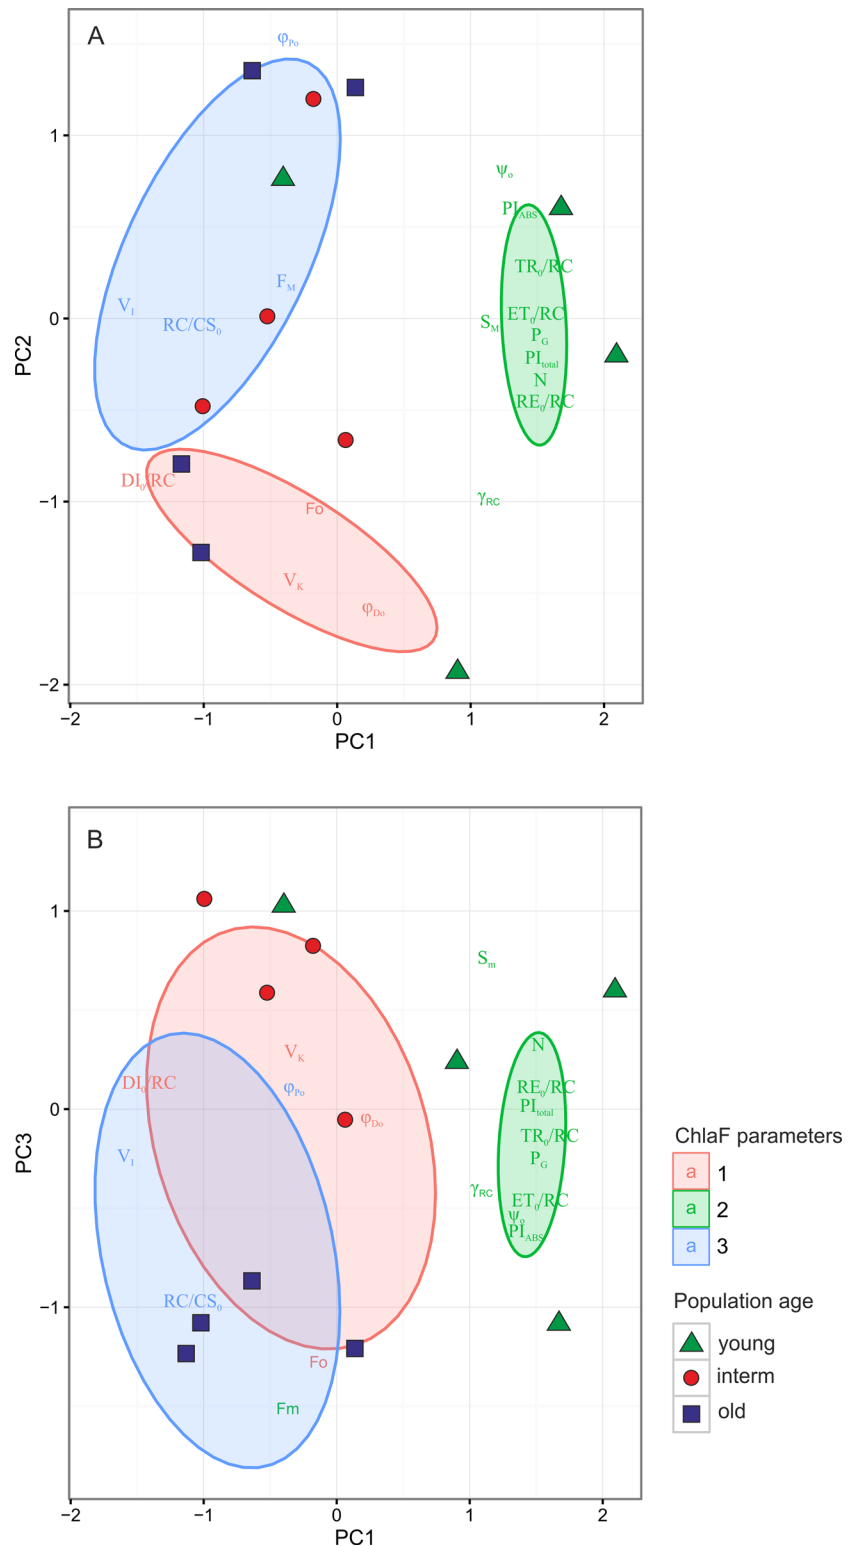 A
φPo
1
ψo
PIABS
TR0/RC
FM
VI
RC/CS0
ET0/RC
SM
0
PG
PC2
PItotal
N
RE0/RC
DI0/RC
γRC
−1
Fo
VK
φDo
−2
−2 −1 0 1 2
PC1
B
1
Sm
VK
N
DI0/RC
φPo
RE0/RC
PItotal
0
φDo
TR0/RC
VI
PG
PC3
γRC
ET0/RC
ψo
PIABS
RC/CS0
−1
Fo
Fm
−2 −1 0 1 2
PC1
ChlaF parameters
a 1
a 2
a 3
Population age
young
interm
old